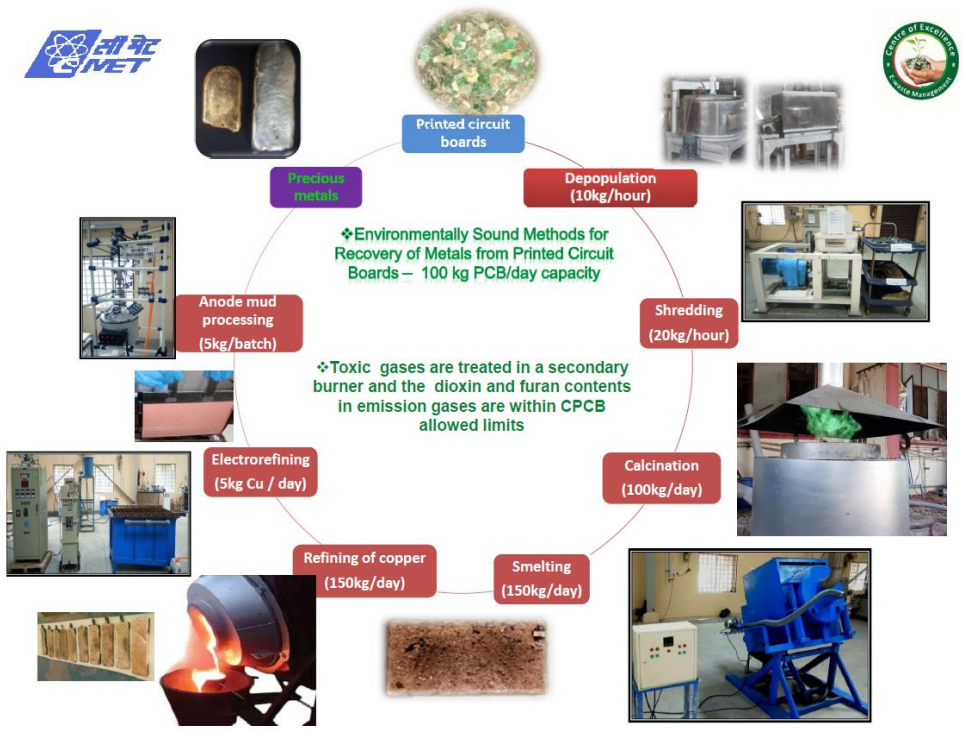 सी मेट
C-MET
Centre of Excellence
E-waste Management
Printed circuit
boards
Depopulation
(10kg/hour)
Precious
metals
❖Environmentally Sound Methods for
Recovery of Metals from Printed Circuit
Boards – 100 kg PCB/day capacity
Anode mud
processing
(5kg/batch)
Shredding
(20kg/hour)
❖Toxic gases are treated in a secondary
burner and the dioxin and furan contents
in emission gases are within CPCB
allowed limits
Electrorefining
(5kg Cu / day)
Calcination
(100kg/day)
Refining of copper
(150kg/day)
Smelting
(150kg/day)